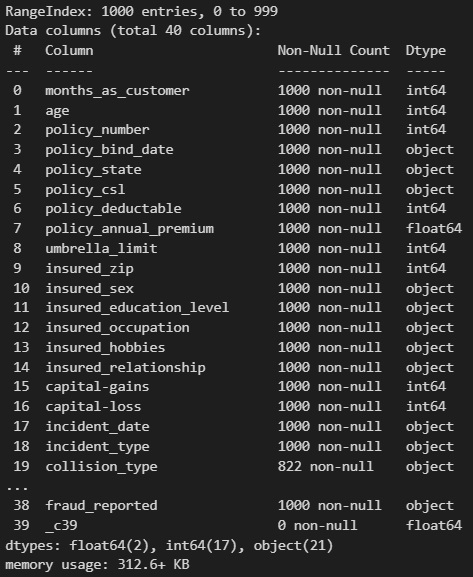 RangeIndex: 1000 entries, 0 to 999
Data columns (total 40 columns):
 #   Column                       Non-Null Count  Dtype
---  ------                       --------------  -----
 0   months_as_customer           1000 non-null   int64
 1   age                          1000 non-null   int64
 2   policy_number                1000 non-null   int64
 3   policy_bind_date             1000 non-null   object
 4   policy_state                 1000 non-null   object
 5   policy_csl                   1000 non-null   object
 6   policy_deductable            1000 non-null   int64
 7   policy_annual_premium        1000 non-null   float64
 8   umbrella_limit               1000 non-null   int64
 9   insured_zip                  1000 non-null   int64
 10  insured_sex                  1000 non-null   object
 11  insured_education_level      1000 non-null   object
 12  insured_occupation           1000 non-null   object
 13  insured_hobbies              1000 non-null   object
 14  insured_relationship         1000 non-null   object
 15  capital-gains                1000 non-null   int64
 16  capital-loss                 1000 non-null   int64
 17  incident_date                1000 non-null   object
 18  incident_type                1000 non-null   object
 19  collision_type               822 non-null    object
...
 38  fraud_reported               1000 non-null   object
 39  _c39                         0 non-null      float64
dtypes: float64(2), int64(17), object(21)
memory usage: 312.6+ KB